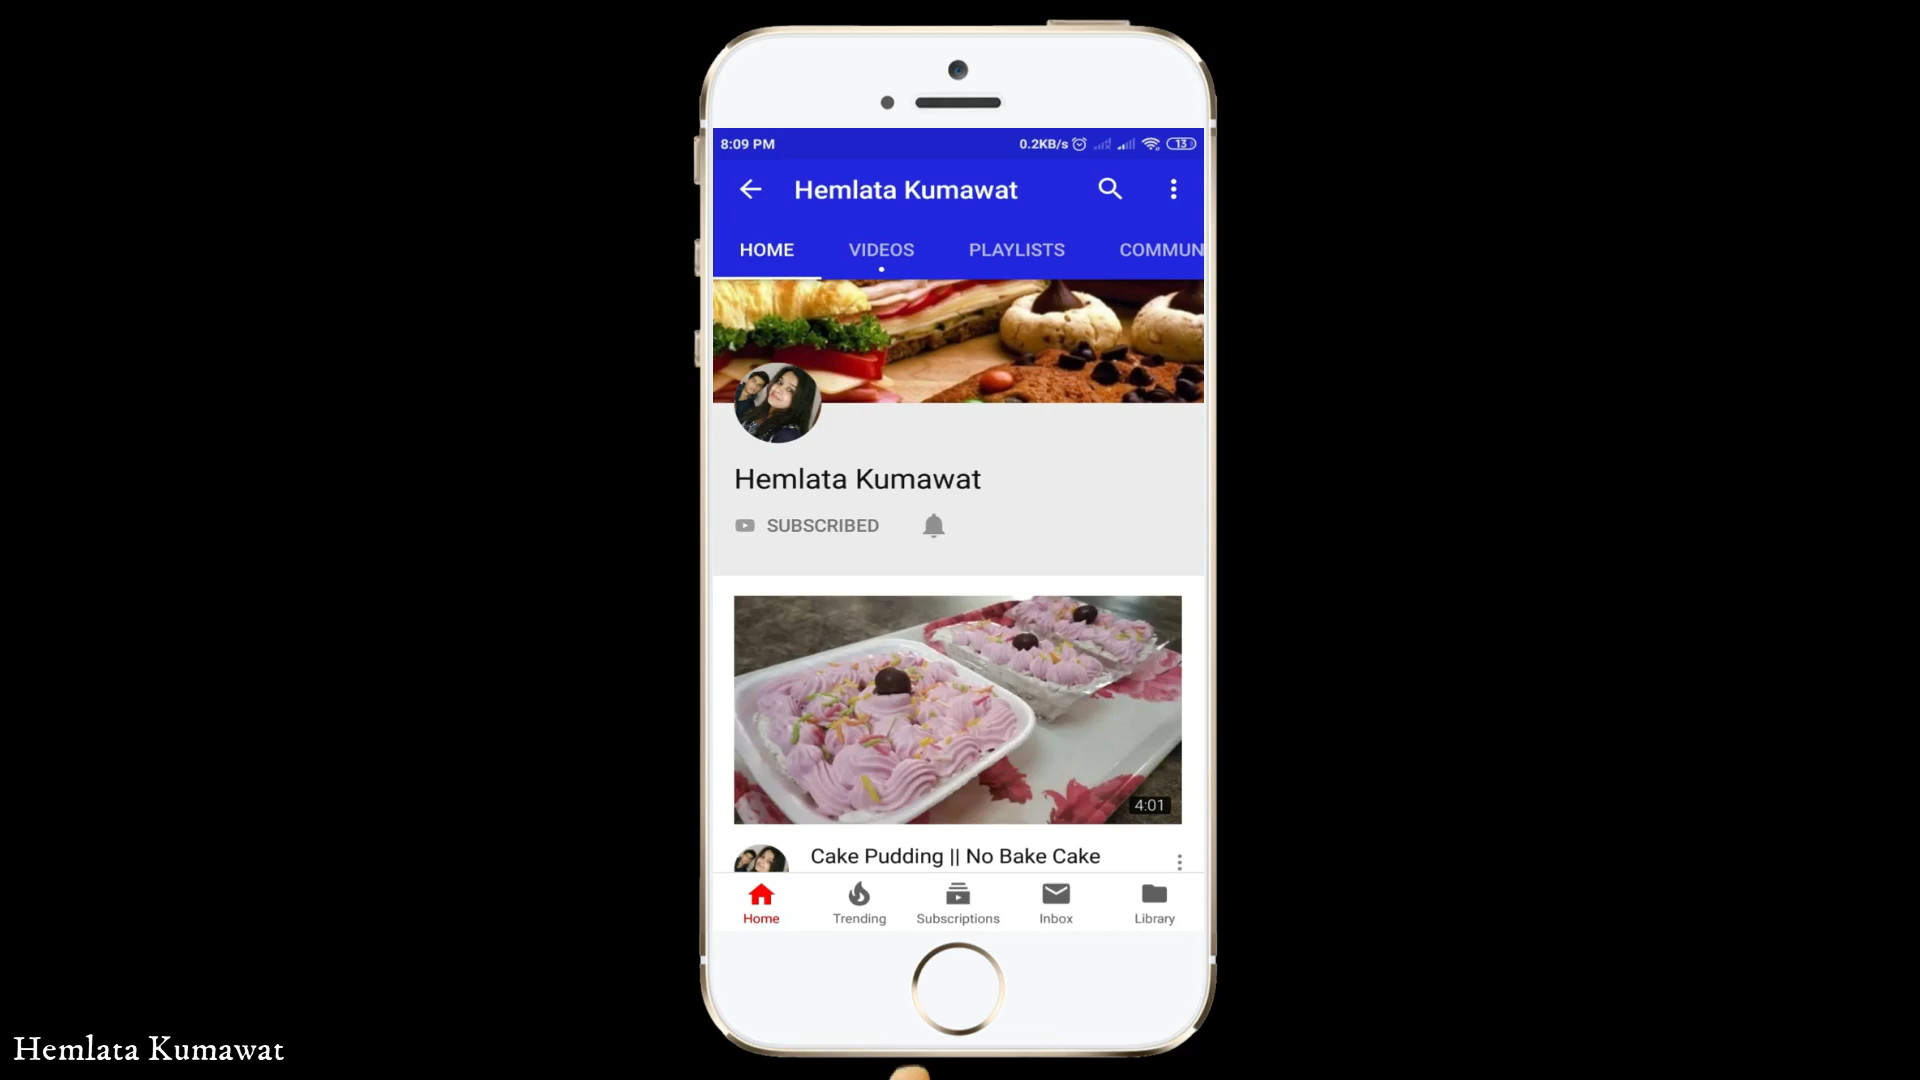 8:09 PM 0.2KB/s 13
Hemlata Kumawat
HOME VIDEOS PLAYLISTS COMMUN
Hemlata Kumawat
SUBSCRIBED
4:01
Cake Pudding || No Bake Cake
Home Trending Subscriptions Inbox Library
Hemlata Kumawat